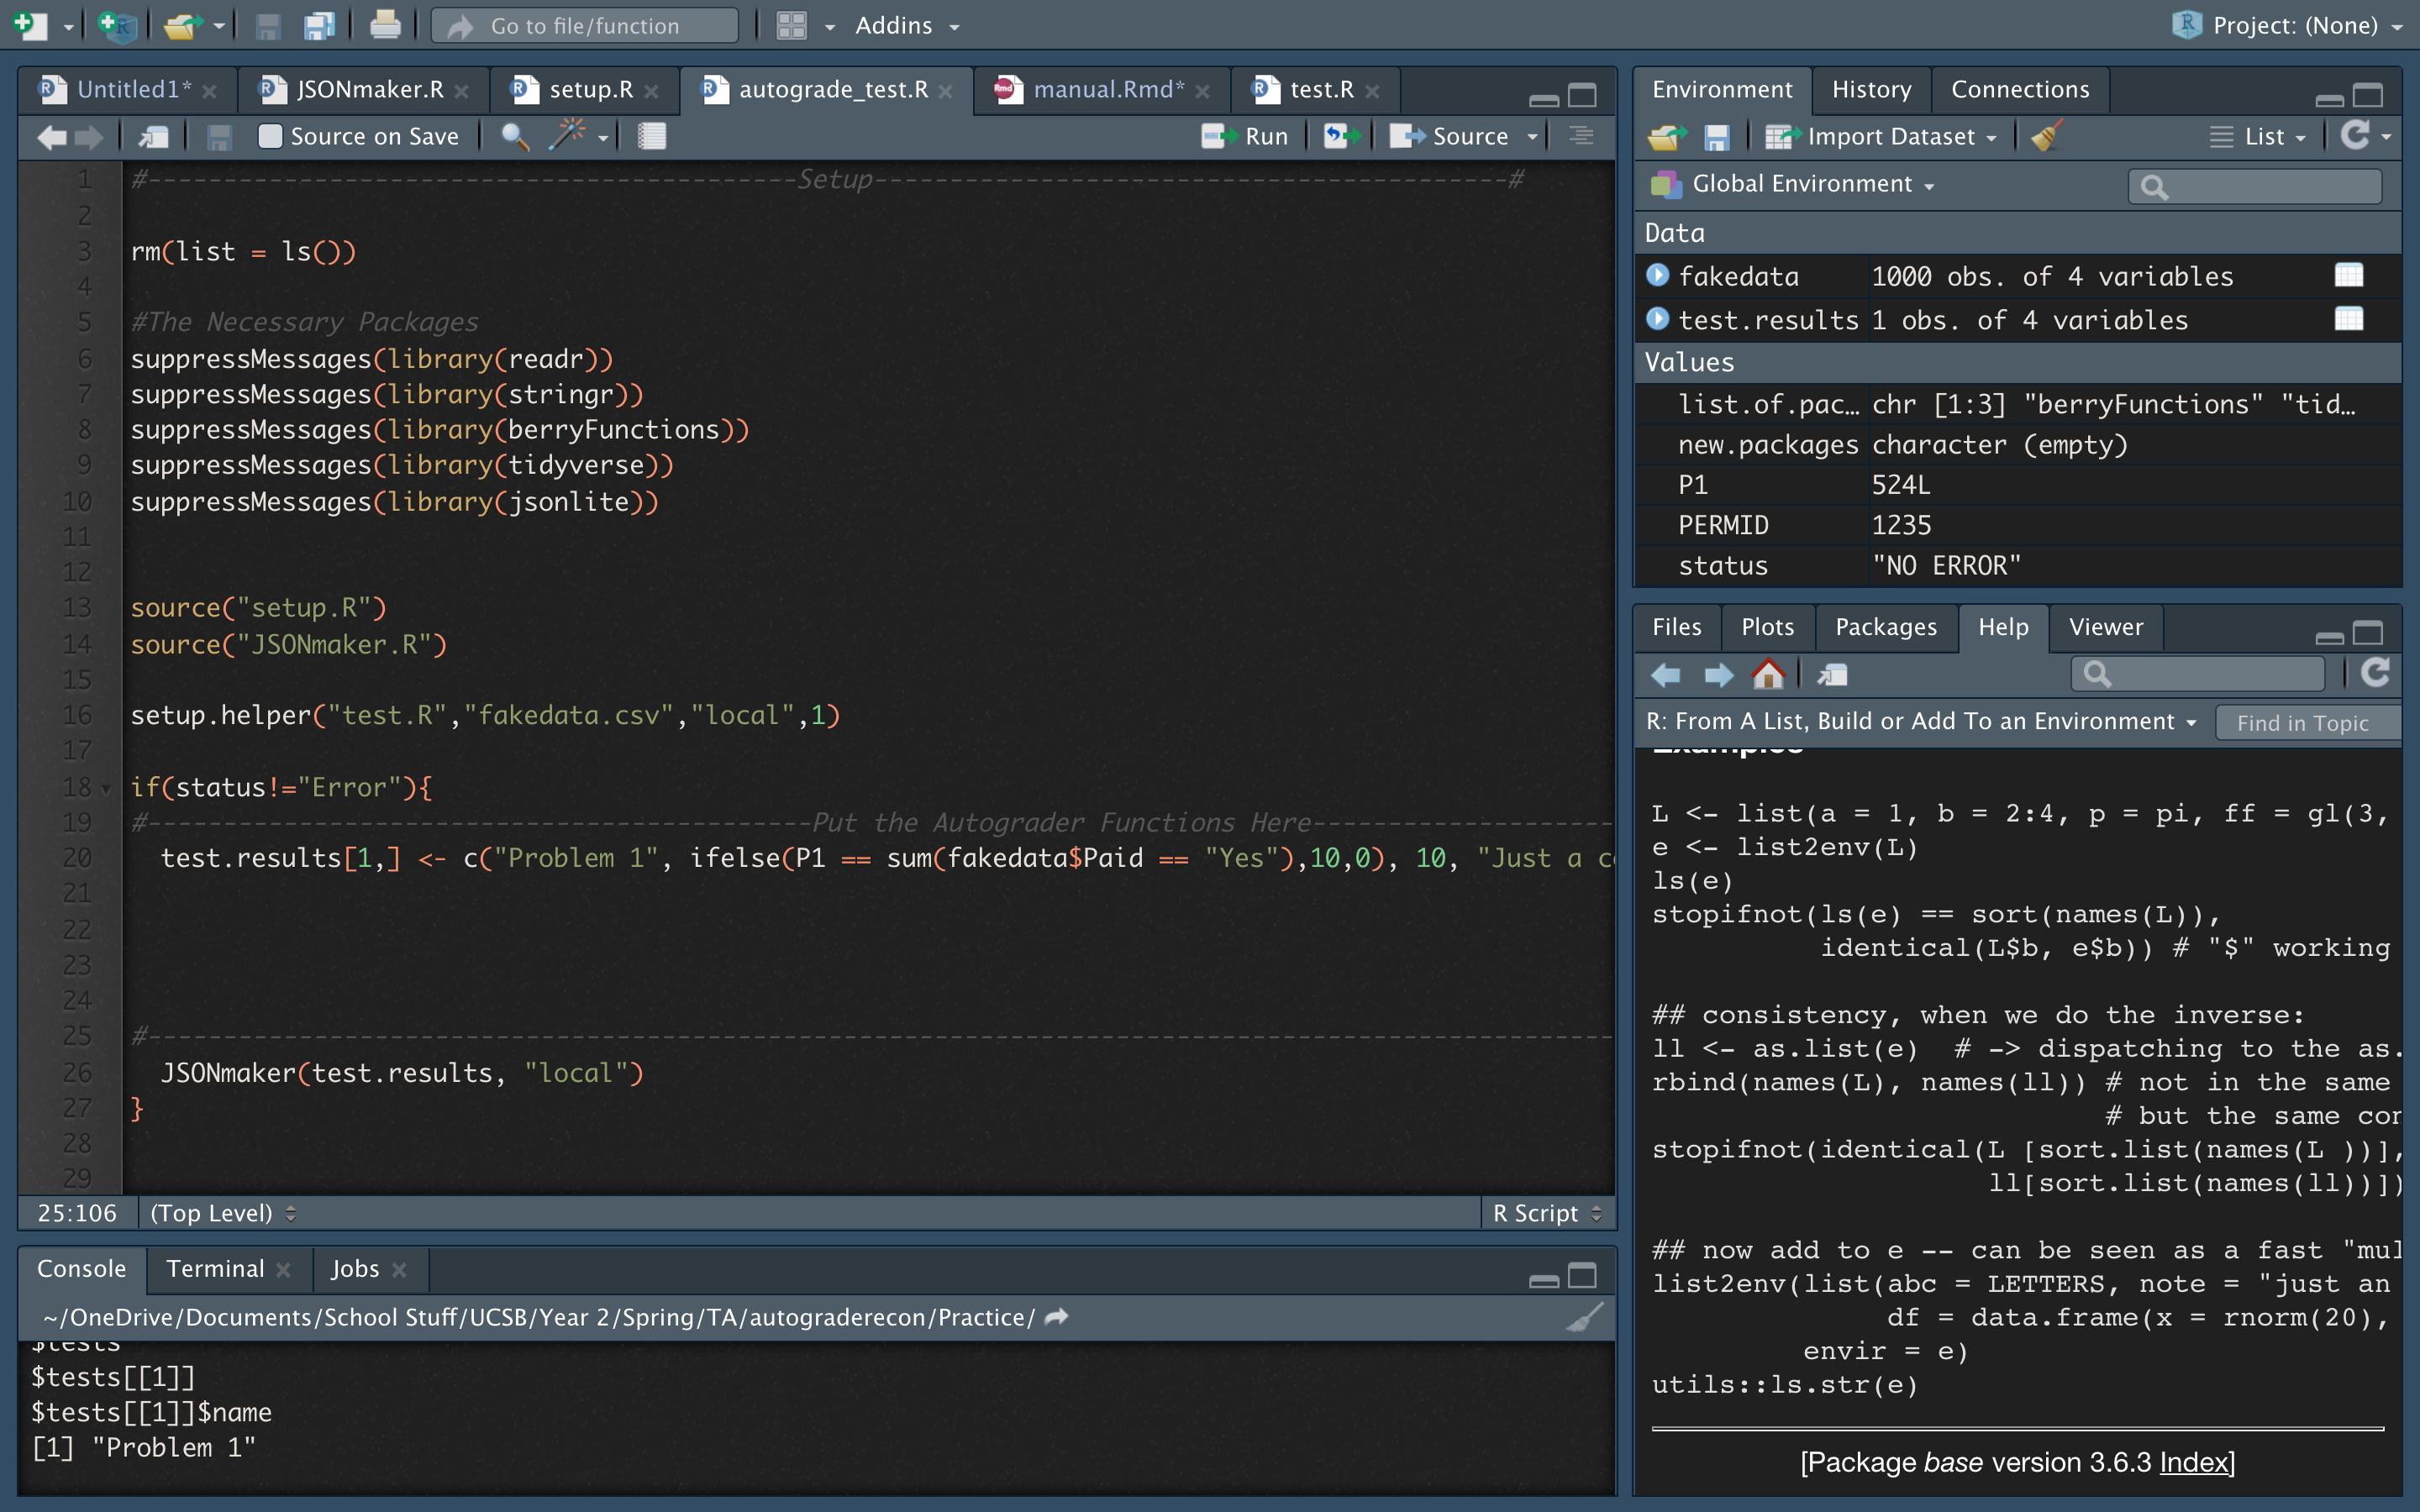 Go to file/function
Addins
Project: (None)
Untitled1*
JSONmaker.R
setup.R
autograde_test.R
manual.Rmd*
test.R
Source on Save
Run
Source
1 #-------------------------------------------Setup------------------------------------------#
2
3 rm(list = ls())
4
5 #The Necessary Packages
6 suppressMessages(library(readr))
7 suppressMessages(library(stringr))
8 suppressMessages(library(berryFunctions))
9 suppressMessages(library(tidyverse))
10 suppressMessages(library(jsonlite))
11
12
13 source("setup.R")
14 source("JSONmaker.R")
15
16 setup.helper("test.R","fakedata.csv","local",1)
17
18 if(status!="Error"){
19 #--------------------------------------------Put the Autograder Functions Here--------------------
20 test.results[1,] <- c("Problem 1", ifelse(P1 == sum(fakedata$Paid == "Yes"),10,0), 10, "Just a
21
22
23
24
25 #--------------------------------------------------------------------------------------------------
26 JSONmaker(test.results, "local")
27 }
28
29
25:106
(Top Level)
R Script
Console
Terminal
Jobs
~/OneDrive/Documents/School Stuff/UCSB/Year 2/Spring/TA/autograderecon/Practice/
$tests
$tests[[1]]
$tests[[1]]$name
[1] "Problem 1"
Environment
History
Connections
Import Dataset
List
Global Environment
Data
fakedata 1000 obs. of 4 variables
test.results 1 obs. of 4 variables
Values
list.of.pac… chr [1:3] "berryFunctions" "tid…
new.packages character (empty)
P1 524L
PERMID 1235
status "NO ERROR"
Files
Plots
Packages
Help
Viewer
R: From A List, Build or Add To an Environment
Find in Topic
Examples
L <- list(a = 1, b = 2:4, p = pi, ff = gl(3,
e <- list2env(L)
ls(e)
stopifnot(ls(e) == sort(names(L)),
identical(L$b, e$b)) # "$" working
## consistency, when we do the inverse:
ll <- as.list(e) # -> dispatching to the as.
rbind(names(L), names(ll)) # not in the same
# but the same
stopifnot(identical(L [sort.list(names(L ))],
ll[sort.list(names(ll))])
## now add to e -- can be seen as a fast
list2env(list(abc = LETTERS, note = "just an
df = data.frame(x = rnorm(20),
envir = e)
utils::ls.str(e)
[Package base version 3.6.3 Index]